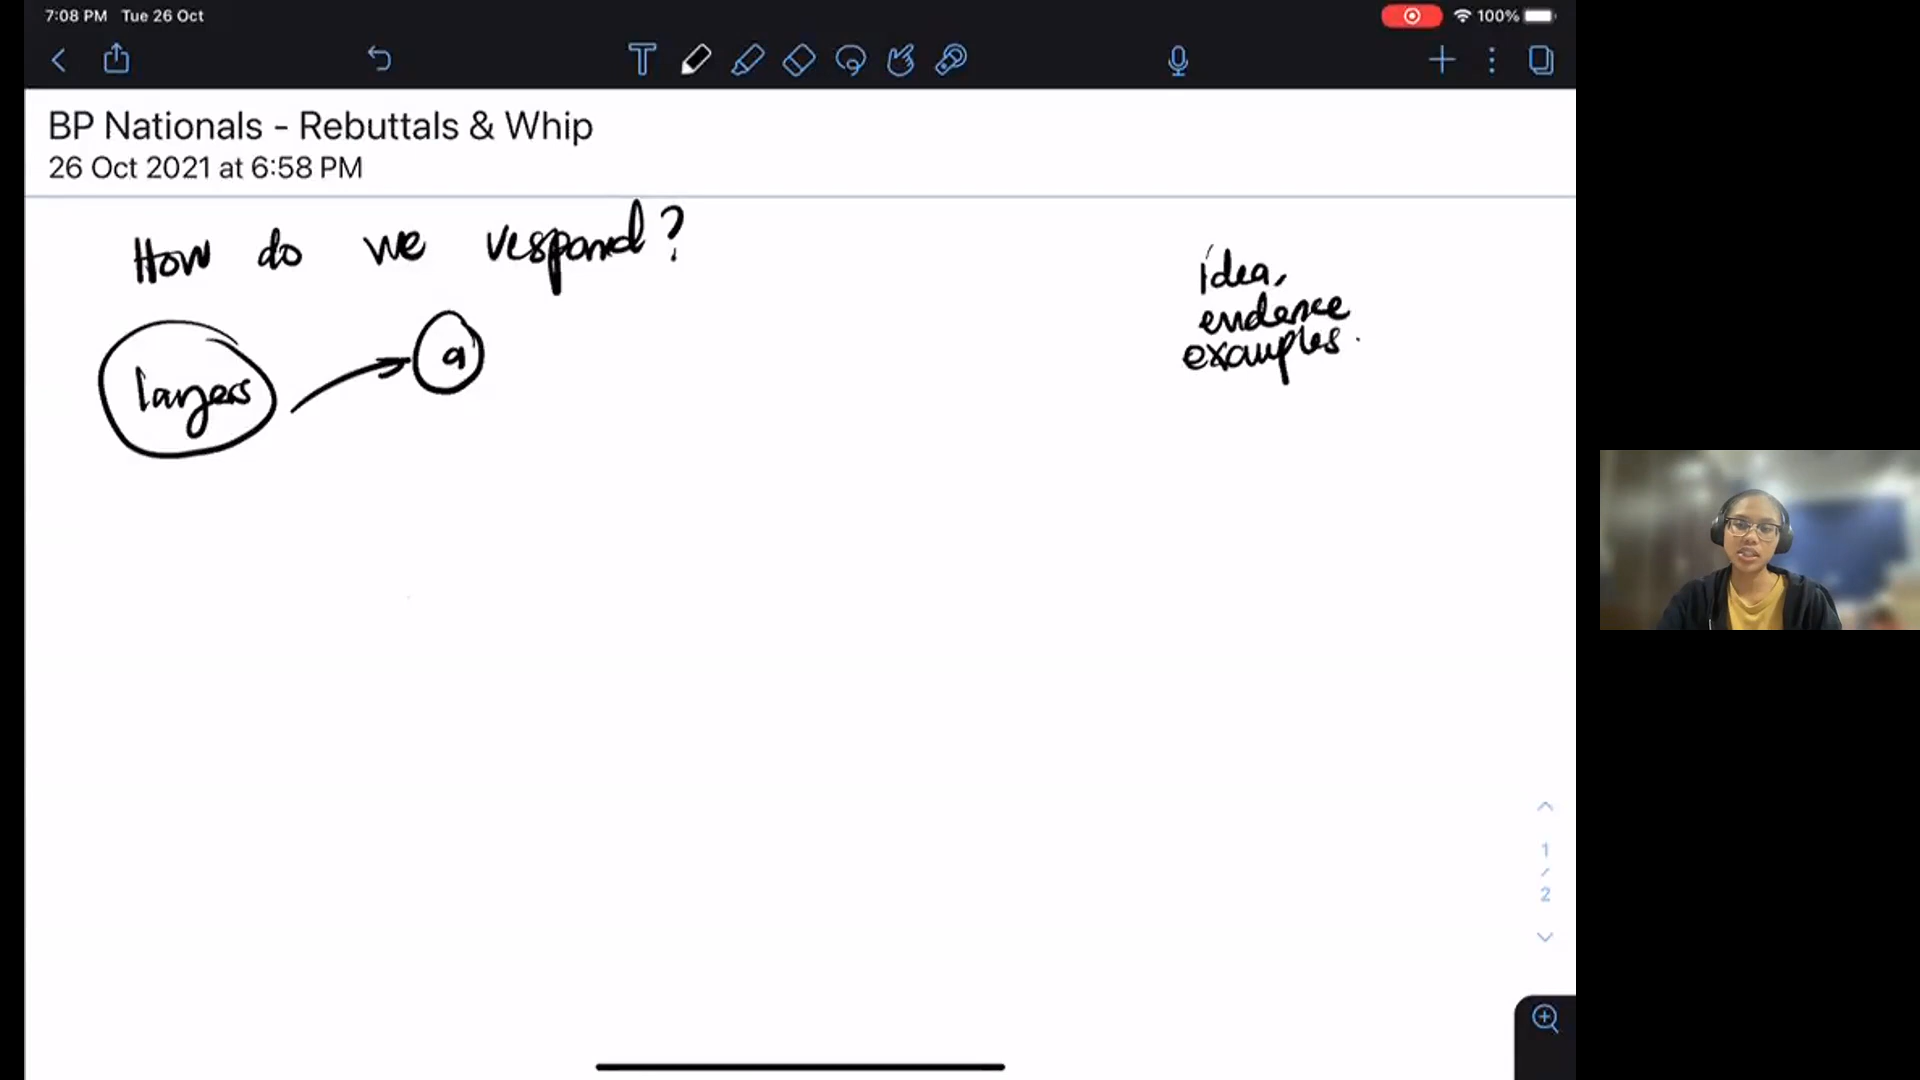 7:08 PM Tue 26 Oct
100%
BP Nationals - Rebuttals & Whip
26 Oct 2021 at 6:58 PM
How do we respond?
idea,
evidence
examples.
layers
a
1
/
2